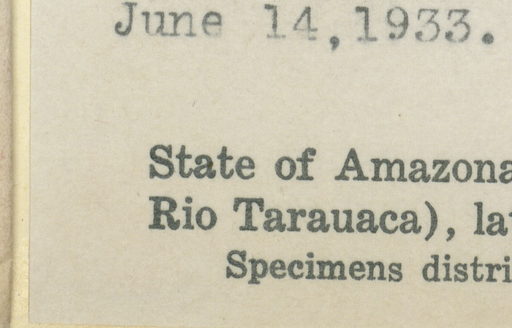 June 14,1933.
State of Amazona
Rio Tarauaca), la
Specimens distri